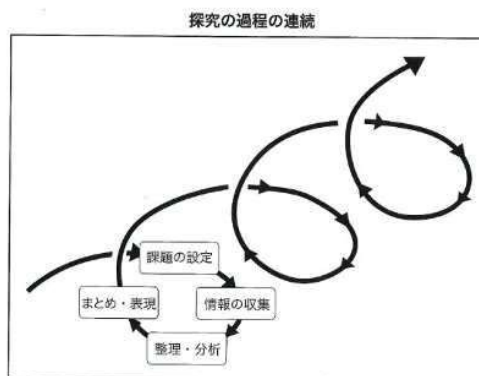 探究の過程の連続
課題の設定
情報の収集
整理・分析
まとめ・表現